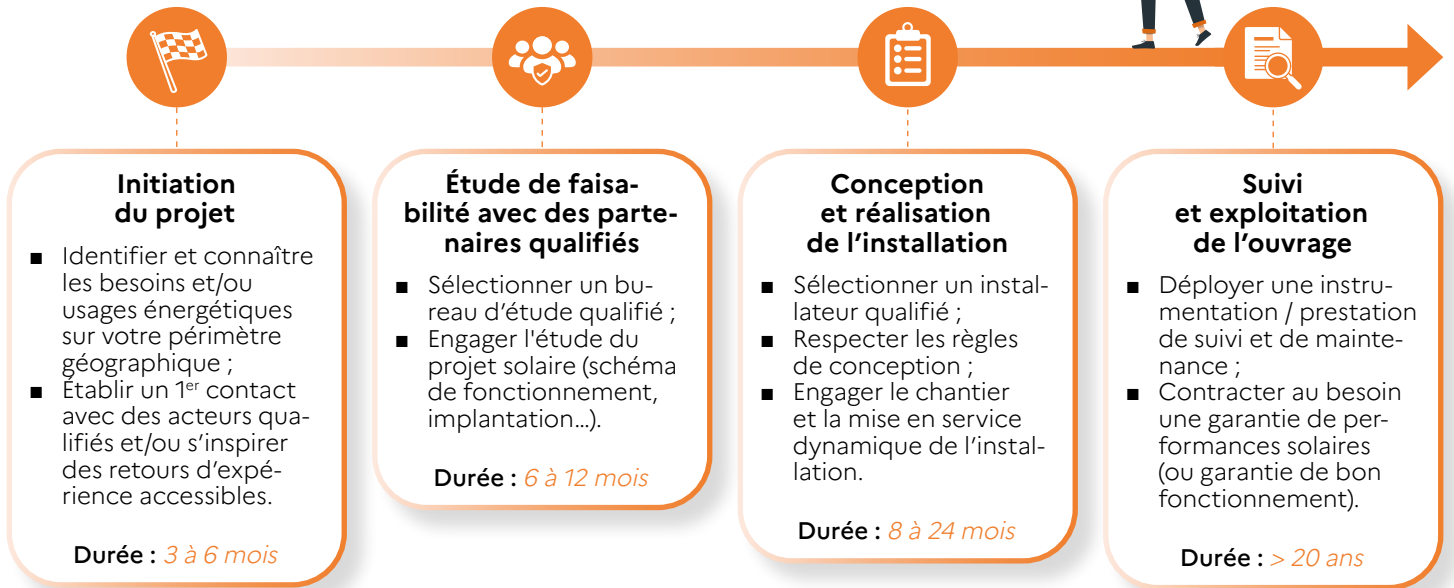 Initiation
du projet
■ Identifier et connaître
les besoins et/ou
usages énergétiques
sur votre périmètre
géographique ;
■ Établir un 1er contact
avec des acteurs qua-
lifiés et/ou s’inspirer
des retours d’expé-
rience accessibles.
Durée : 3 à 6 mois
Étude de faisa-
bilité avec des parte-
naires qualifiés
■ Sélectionner un bu-
reau d’étude qualifié ;
■ Engager l'étude du
projet solaire (schéma
de fonctionnement,
implantation…).
Durée : 6 à 12 mois
Conception
et réalisation
de l’installation
■ Sélectionner un instal-
lateur qualifié ;
■ Respecter les règles
de conception ;
■ Engager le chantier
et la mise en service
dynamique de l’instal-
lation.
Durée : 8 à 24 mois
Suivi
et exploitation
de l’ouvrage
■ Déployer une instru-
mentation / prestation
de suivi et de mainte-
nance ;
■ Contracter au besoin
une garantie de per-
formances solaires
(ou garantie de bon
fonctionnement).
Durée : > 20 ans